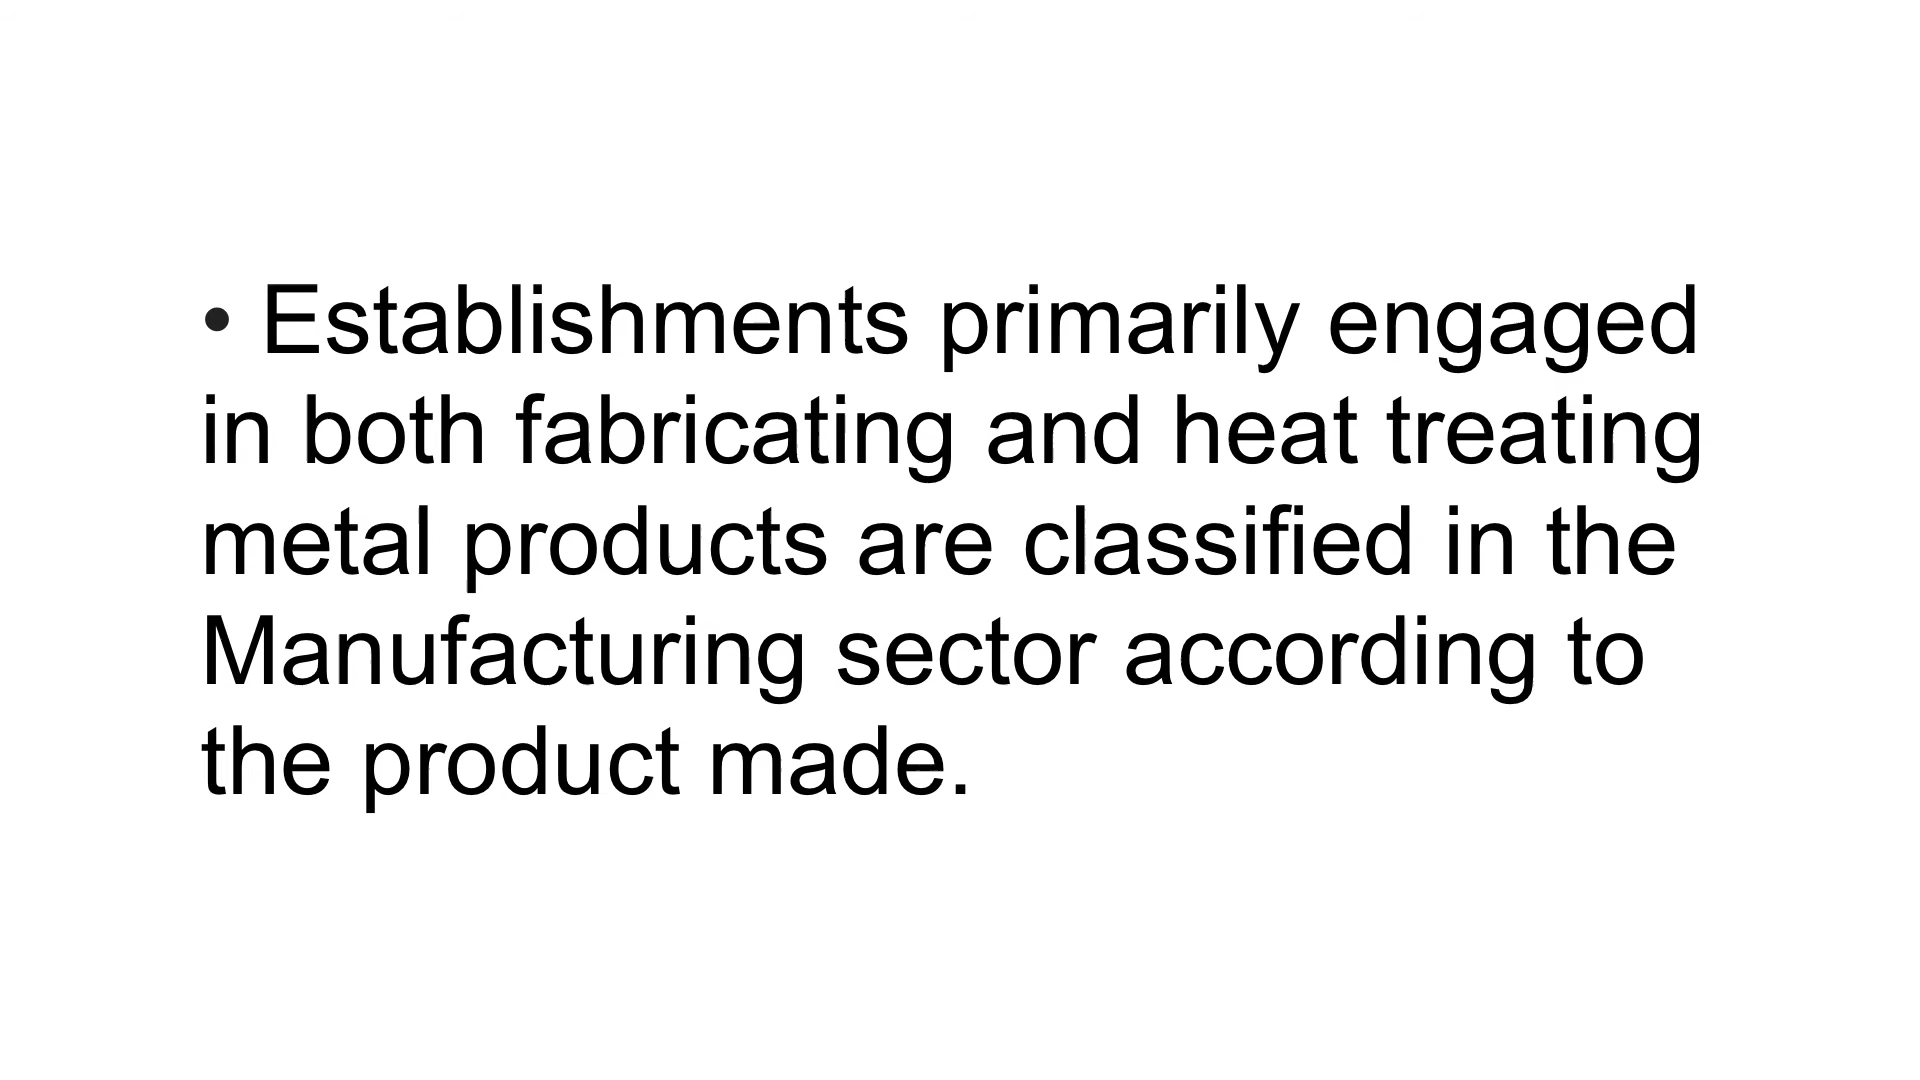 • Establishments primarily engaged
in both fabricating and heat treating
metal products are classified in the
Manufacturing sector according to
the product made.